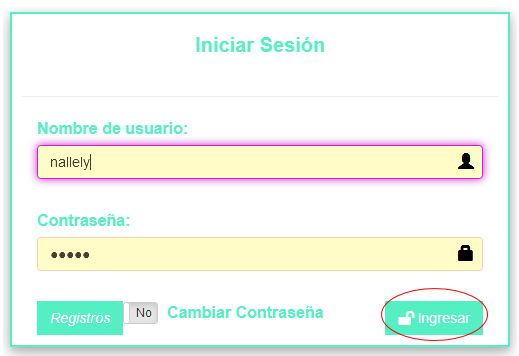 Iniciar Sesión
Nombre de usuario:
nallely
Contraseña:
•••••
Registros No Cambiar Contraseña Ingresar